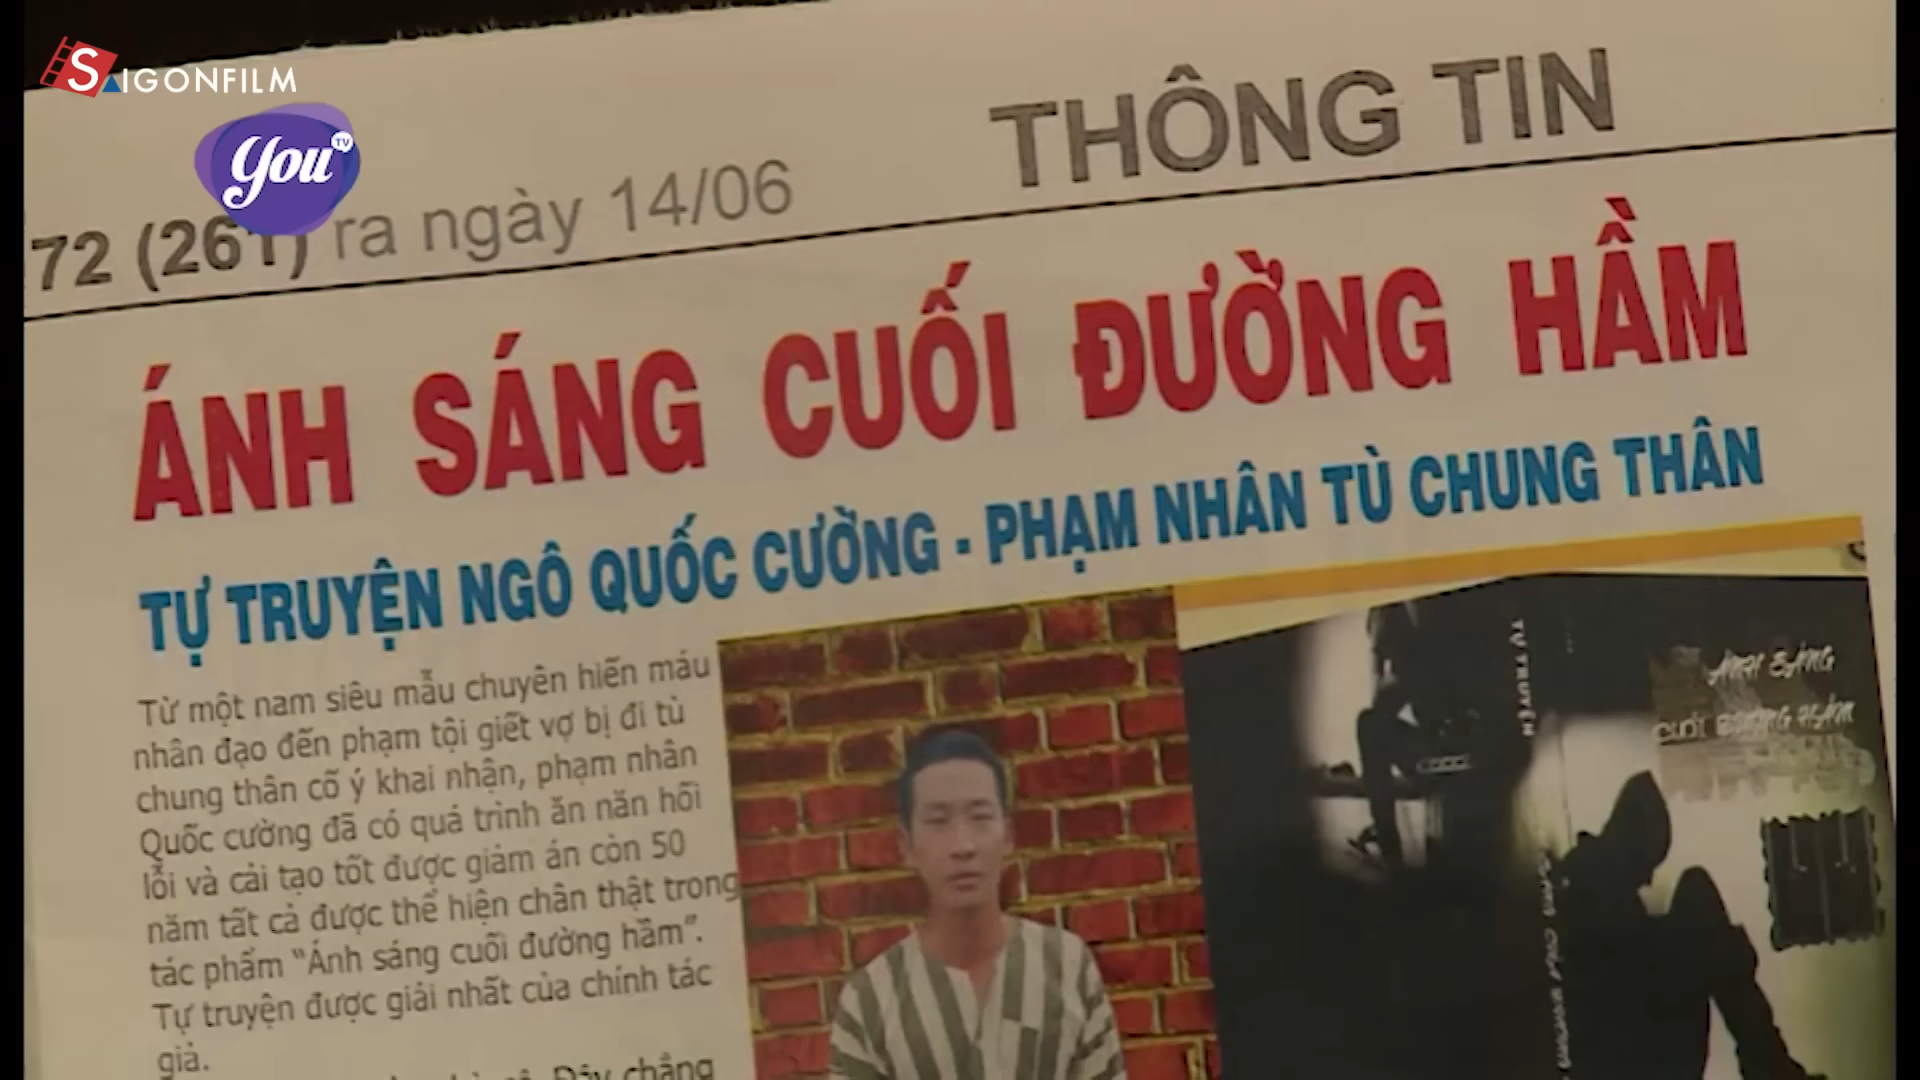 SAIGONFILM
You TV
THÔNG TIN
72 (261) ra ngày 14/06
ÁNH SÁNG CUỐI ĐƯỜNG HẦM
TỰ TRUYỆN NGÔ QUỐC CƯỜNG - PHẠM NHÂN TÙ CHUNG THÂN
Từ một nam siêu mẫu chuyên hiến máu
nhân đạo đến phạm tội giết vợ bị đi tù
chung thân cố ý khai nhận, phạm nhân
Quốc cường đã có quá trình ăn năn hối
lỗi và cải tạo tốt được giảm án còn 50
năm tất cả được thể hiện chân thật trong
tác phẩm "Ánh sáng cuối đường hầm".
Tự truyện được giải nhất của chính tác
giả.
Đây chẳng
TỰ TRUYỆN
ÁNH SÁNG
CUỐI ĐƯỜNG HẦM